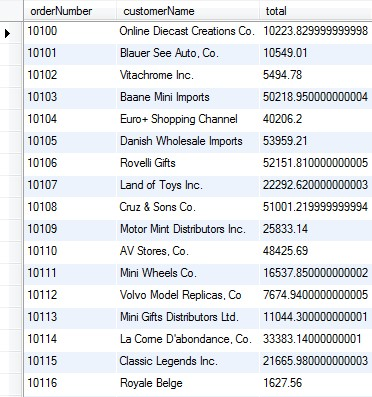 orderNumber customerName total
10100 Online Diecast Creations Co. 10223.829999999998
10101 Blauer See Auto, Co. 10549.01
10102 Vitachrome Inc. 5494.78
10103 Baane Mini Imports 50218.950000000004
10104 Euro+ Shopping Channel 40206.2
10105 Danish Wholesale Imports 53959.21
10106 Rovelli Gifts 52151.810000000005
10107 Land of Toys Inc. 22292.620000000003
10108 Cruz & Sons Co. 51001.219999999994
10109 Motor Mint Distributors Inc. 25833.14
10110 AV Stores, Co. 48425.69
10111 Mini Wheels Co. 16537.850000000002
10112 Volvo Model Replicas, Co 7674.940000000005
10113 Mini Gifts Distributors Ltd. 11044.300000000001
10114 La Corne D'abondance, Co. 33383.14000000001
10115 Classic Legends Inc. 21665.980000000003
10116 Royale Belge 1627.56